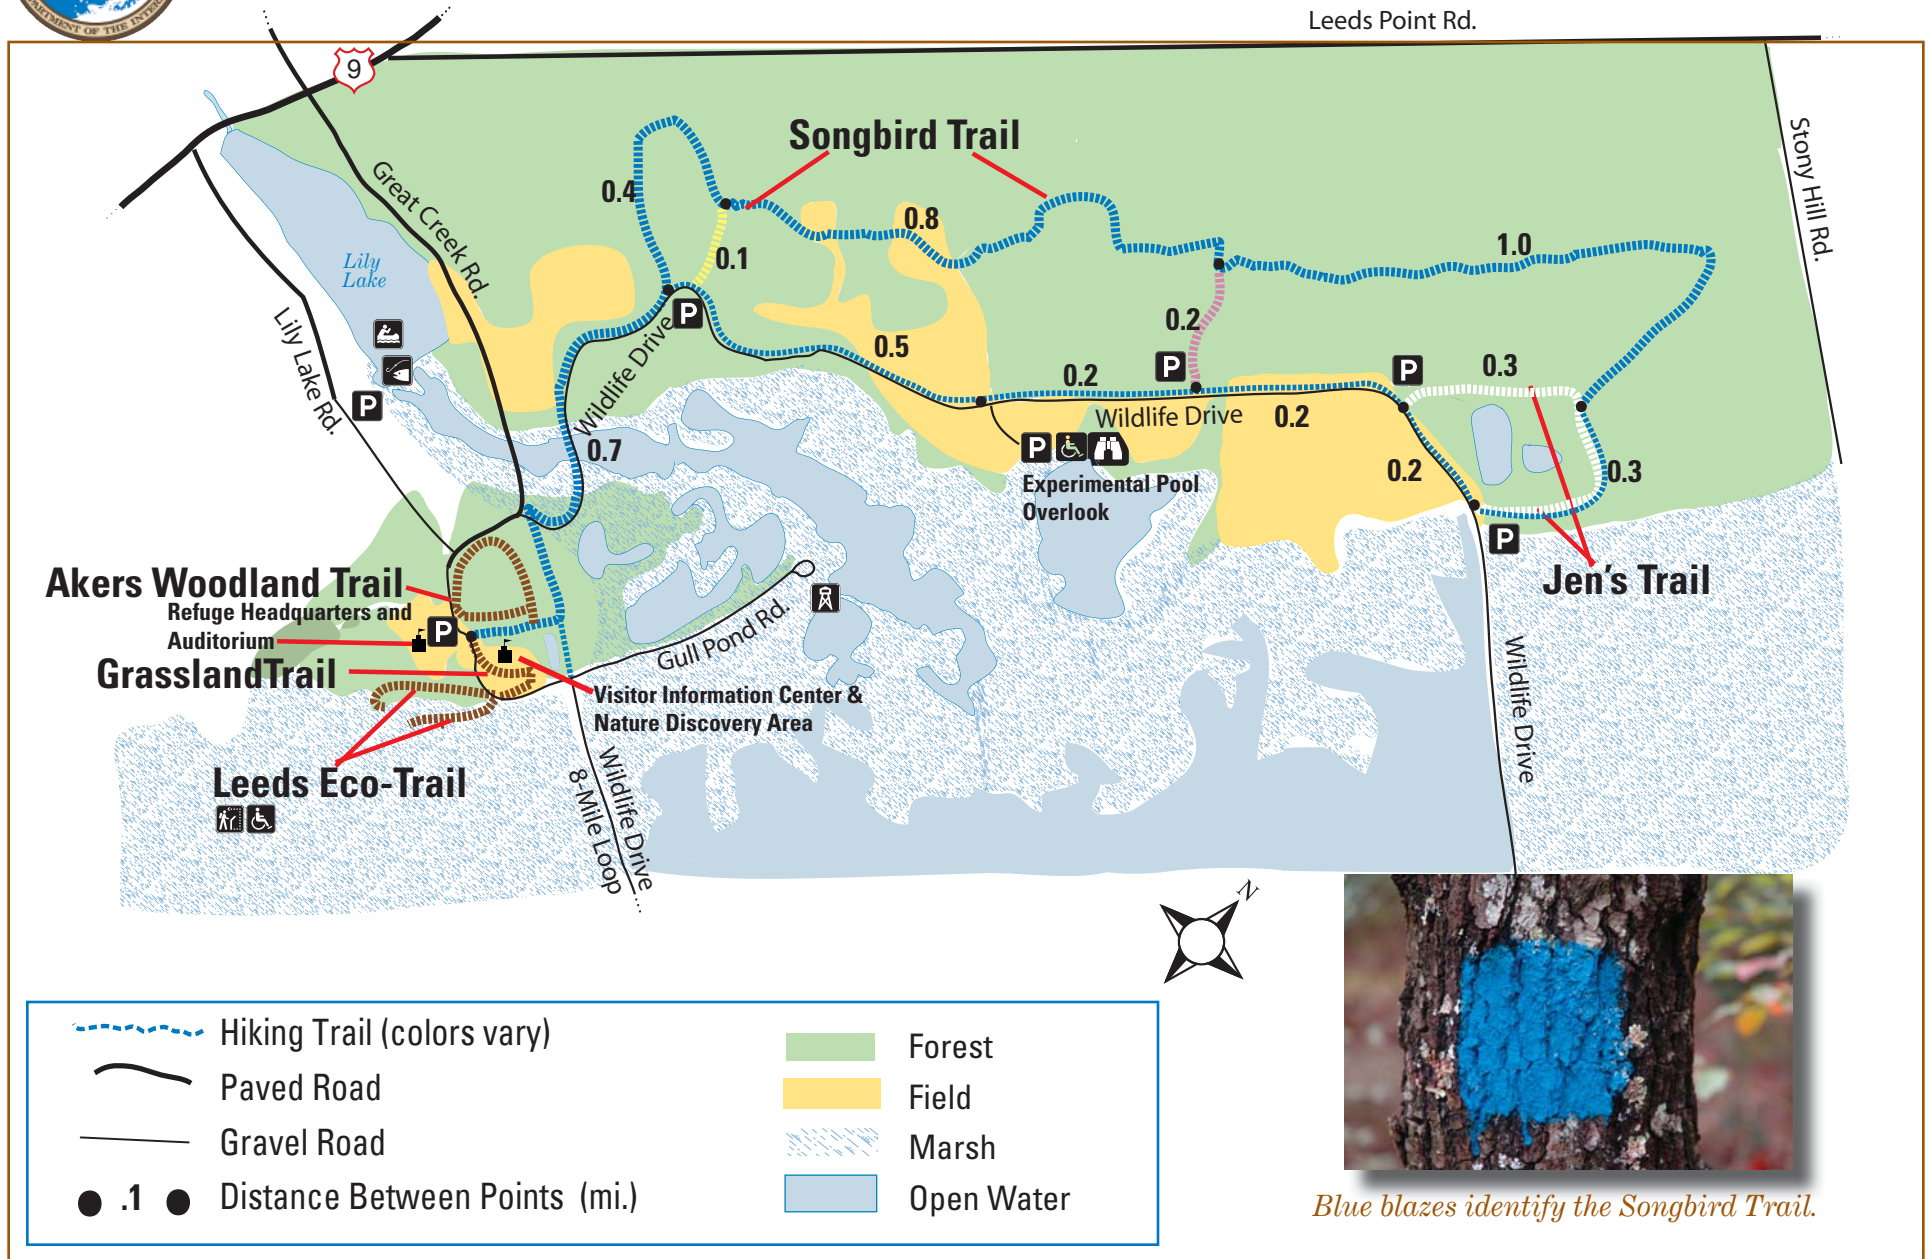 PARTMENT OF THE INTER
Leeds Point Rd.
9
Songbird Trail
Great Creek Rd.
Stony Hill Rd.
0.4
0.8
0.1
1.0
Lily
Lake
Lily Lake Rd.
Wildlife Drive
P
0.5
0.2
P
0.2
P
0.3
P
Wildlife Drive
0.2
0.7
P
Experimental Pool
Overlook
0.2
0.3
P
Jen's Trail
Akers Woodland Trail
Refuge Headquarters and
Auditorium
P
GrasslandTrail
Gull Pond Rd.
Visitor Information Center &
Nature Discovery Area
Leeds Eco-Trail
Wildlife Drive
8-Mile Loop
Wildlife Drive
N
Hiking Trail (colors vary)
Paved Road
Gravel Road
.1 Distance Between Points (mi.)
Forest
Field
Marsh
Open Water
Blue blazes identify the Songbird Trail.